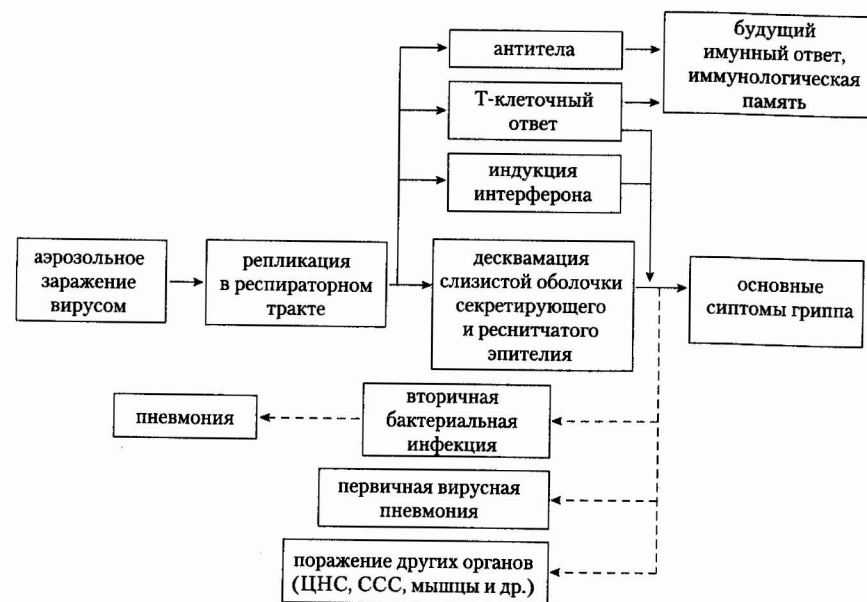 антитела
будущий
имунный ответ,
иммунологическая
память
Т-клеточный
ответ
индукция
интерферона
аэрозольное
заражение
вирусом
репликация
в респираторном
тракте
десквамация
слизистой оболочки
секретирующего
и реснитчатого
эпителия
основные
сиптомы гриппа
пневмония
вторичная
бактериальная
инфекция
первичная вирусная
пневмония
поражение других органов
(ЦНС, ССС, мышцы и др.)